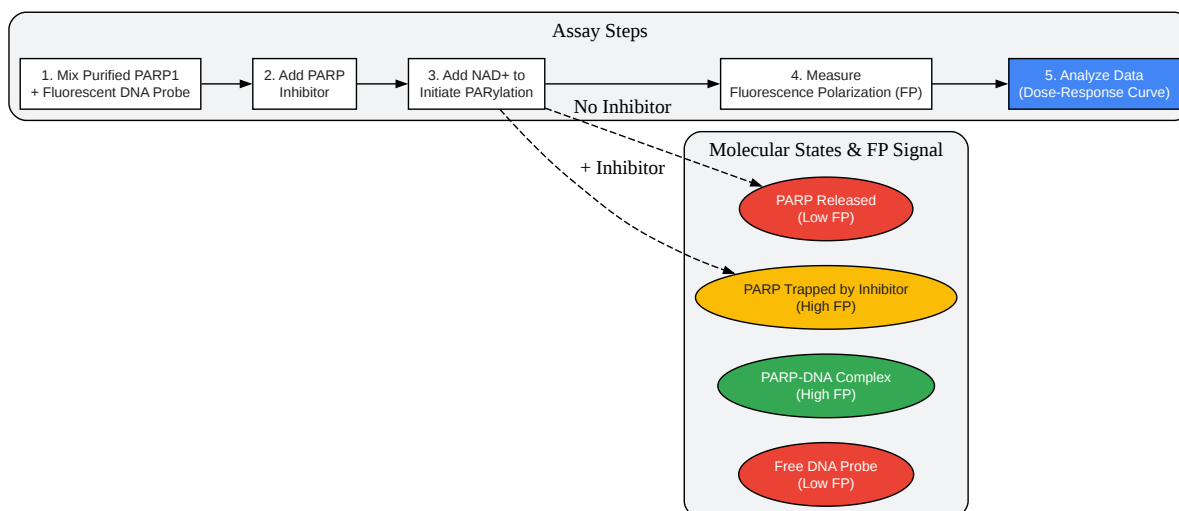 Assay Steps
1. Mix Purified PARP1
+ Fluorescent DNA Probe
2. Add PARP
Inhibitor
3. Add NAD+ to
Initiate PARylation
4. Measure
Fluorescence Polarization (FP)
5. Analyze Data
(Dose-Response Curve)
No Inhibitor
+ Inhibitor
Molecular States & FP Signal
PARP Released
(Low FP)
PARP Trapped by Inhibitor
(High FP)
PARP-DNA Complex
(High FP)
Free DNA Probe
(Low FP)